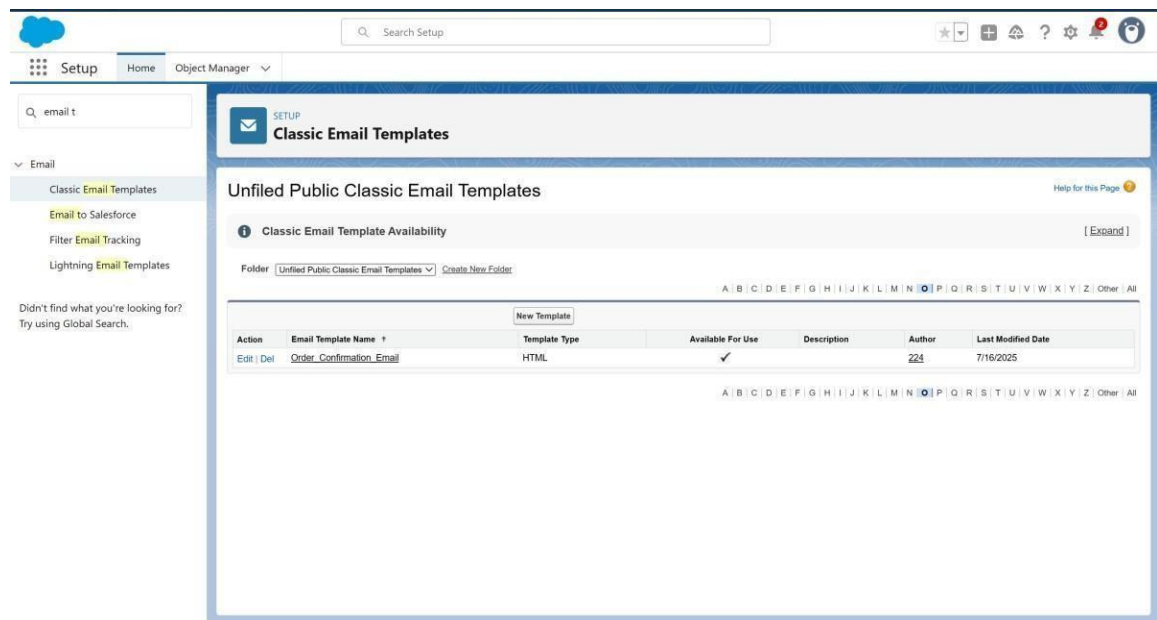 Search Setup
2
Setup Home Object Manager
email t
Email
Classic Email Templates
Email to Salesforce
Filter Email Tracking
Lightning Email Templates
Didn't find what you're looking for?
Try using Global Search.
SETUP
Classic Email Templates
Unfiled Public Classic Email Templates
Help for this Page
Classic Email Template Availability
[ Expand ]
Folder Unfiled Public Classic Email Templates Create New Folder
A | B | C | D | E | F | G | H | I | J | K | L | M | N | O | P | Q | R | S | T | U | V | W | X | Y | Z | Other | All
New Template
Action Email Template Name ↑ Template Type Available For Use Description Author Last Modified Date
Edit | Del Order_Confirmation_Email HTML ✓ 224 7/16/2025
A | B | C | D | E | F | G | H | I | J | K | L | M | N | O | P | Q | R | S | T | U | V | W | X | Y | Z | Other | All